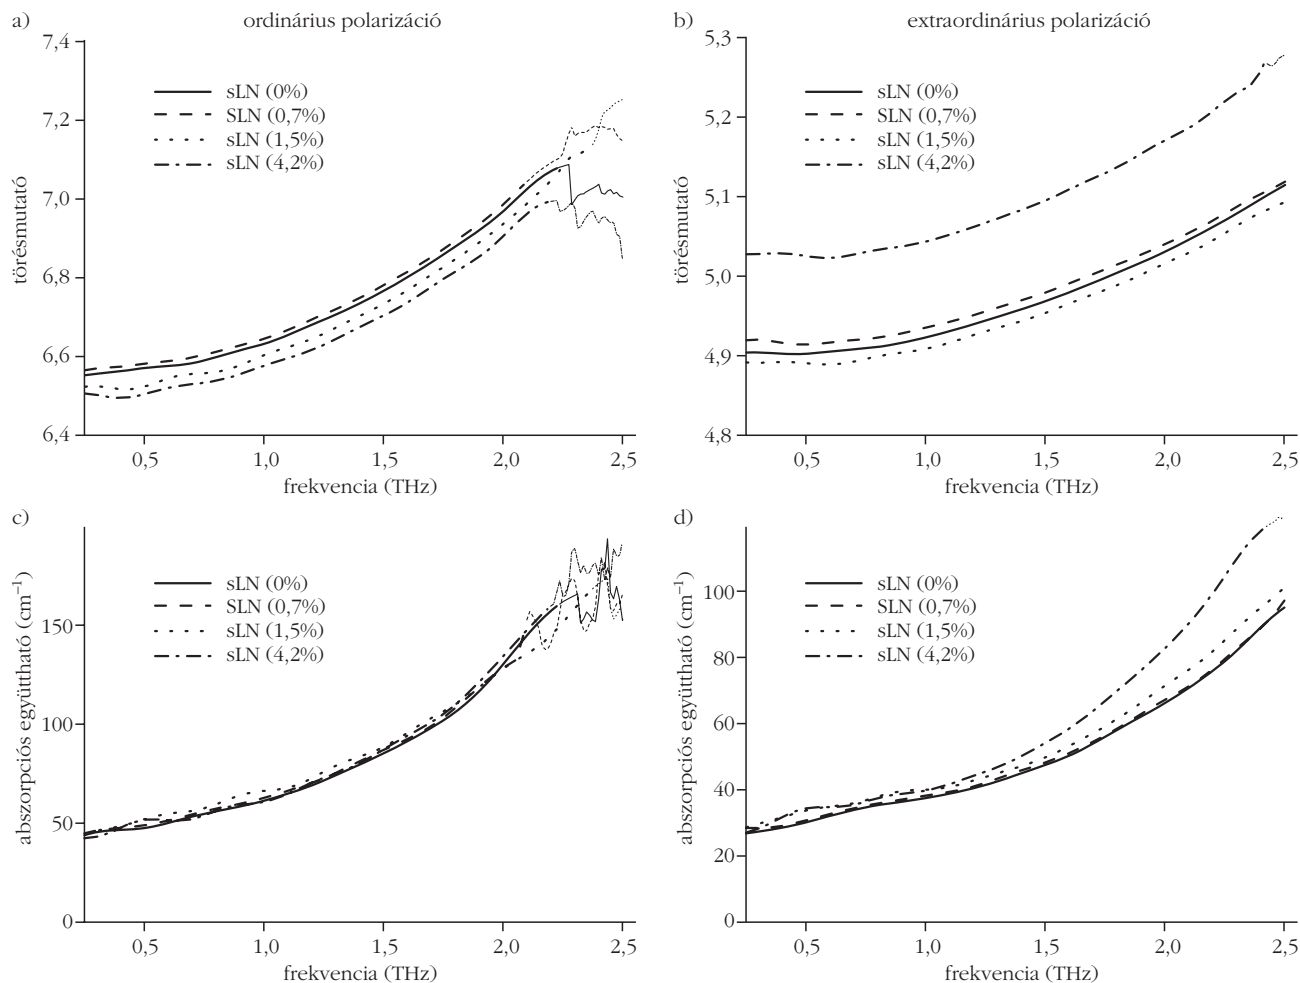 a)
ordinárius polarizáció
7,4
7,2
7,0
6,8
6,6
6,4
törésmutató
sLN (0%)
SLN (0,7%)
sLN (1,5%)
sLN (4,2%)
0,5
1,0
1,5
2,0
2,5
frekvencia (THz)
b)
extraordinárius polarizáció
5,3
5,2
5,1
5,0
4,9
4,8
törésmutató
sLN (0%)
SLN (0,7%)
sLN (1,5%)
sLN (4,2%)
0,5
1,0
1,5
2,0
2,5
frekvencia (THz)
c)
150
100
50
0
abszorpciós együttható (cm⁻¹)
sLN (0%)
SLN (0,7%)
sLN (1,5%)
sLN (4,2%)
0,5
1,0
1,5
2,0
2,5
frekvencia (THz)
d)
100
80
60
40
20
0
abszorpciós együttható (cm⁻¹)
sLN (0%)
SLN (0,7%)
sLN (1,5%)
sLN (4,2%)
0,5
1,0
1,5
2,0
2,5
frekvencia (THz)